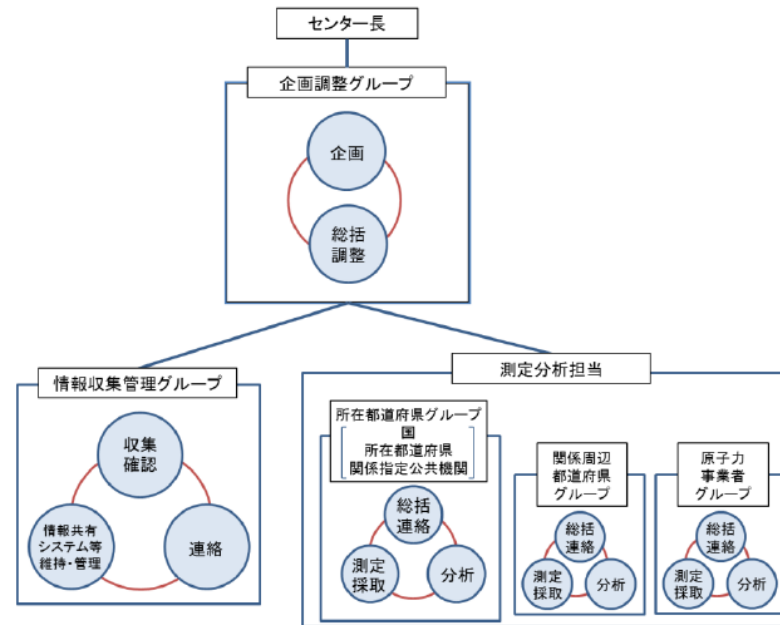 センター長
企画調整グループ
企画
総括
調整
情報収集管理グループ
収集
確認
情報共有
システム等
維持・管理
連絡
測定分析担当
所在都道府県グループ
国
所在都道府県
関係指定公共機関
総括
連絡
測定
採取
分析
関係周辺
都道府県
グループ
総括
連絡
測定
採取
分析
原子力
事業者
グループ
総括
連絡
測定
採取
分析